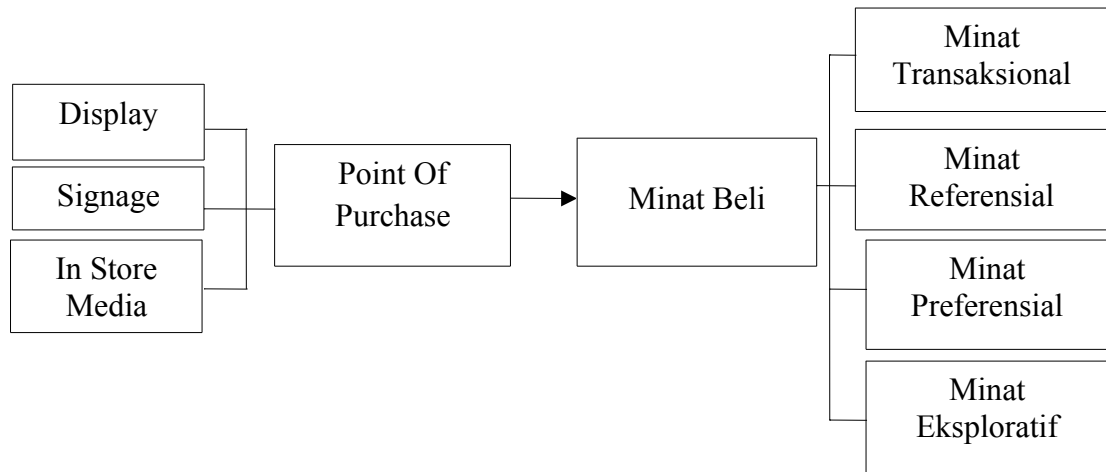 Display
Signage
In Store
Media
Point Of
Purchase
Minat Beli
Minat
Transaksional
Minat
Referensial
Minat
Preferensial
Minat
Eksploratif